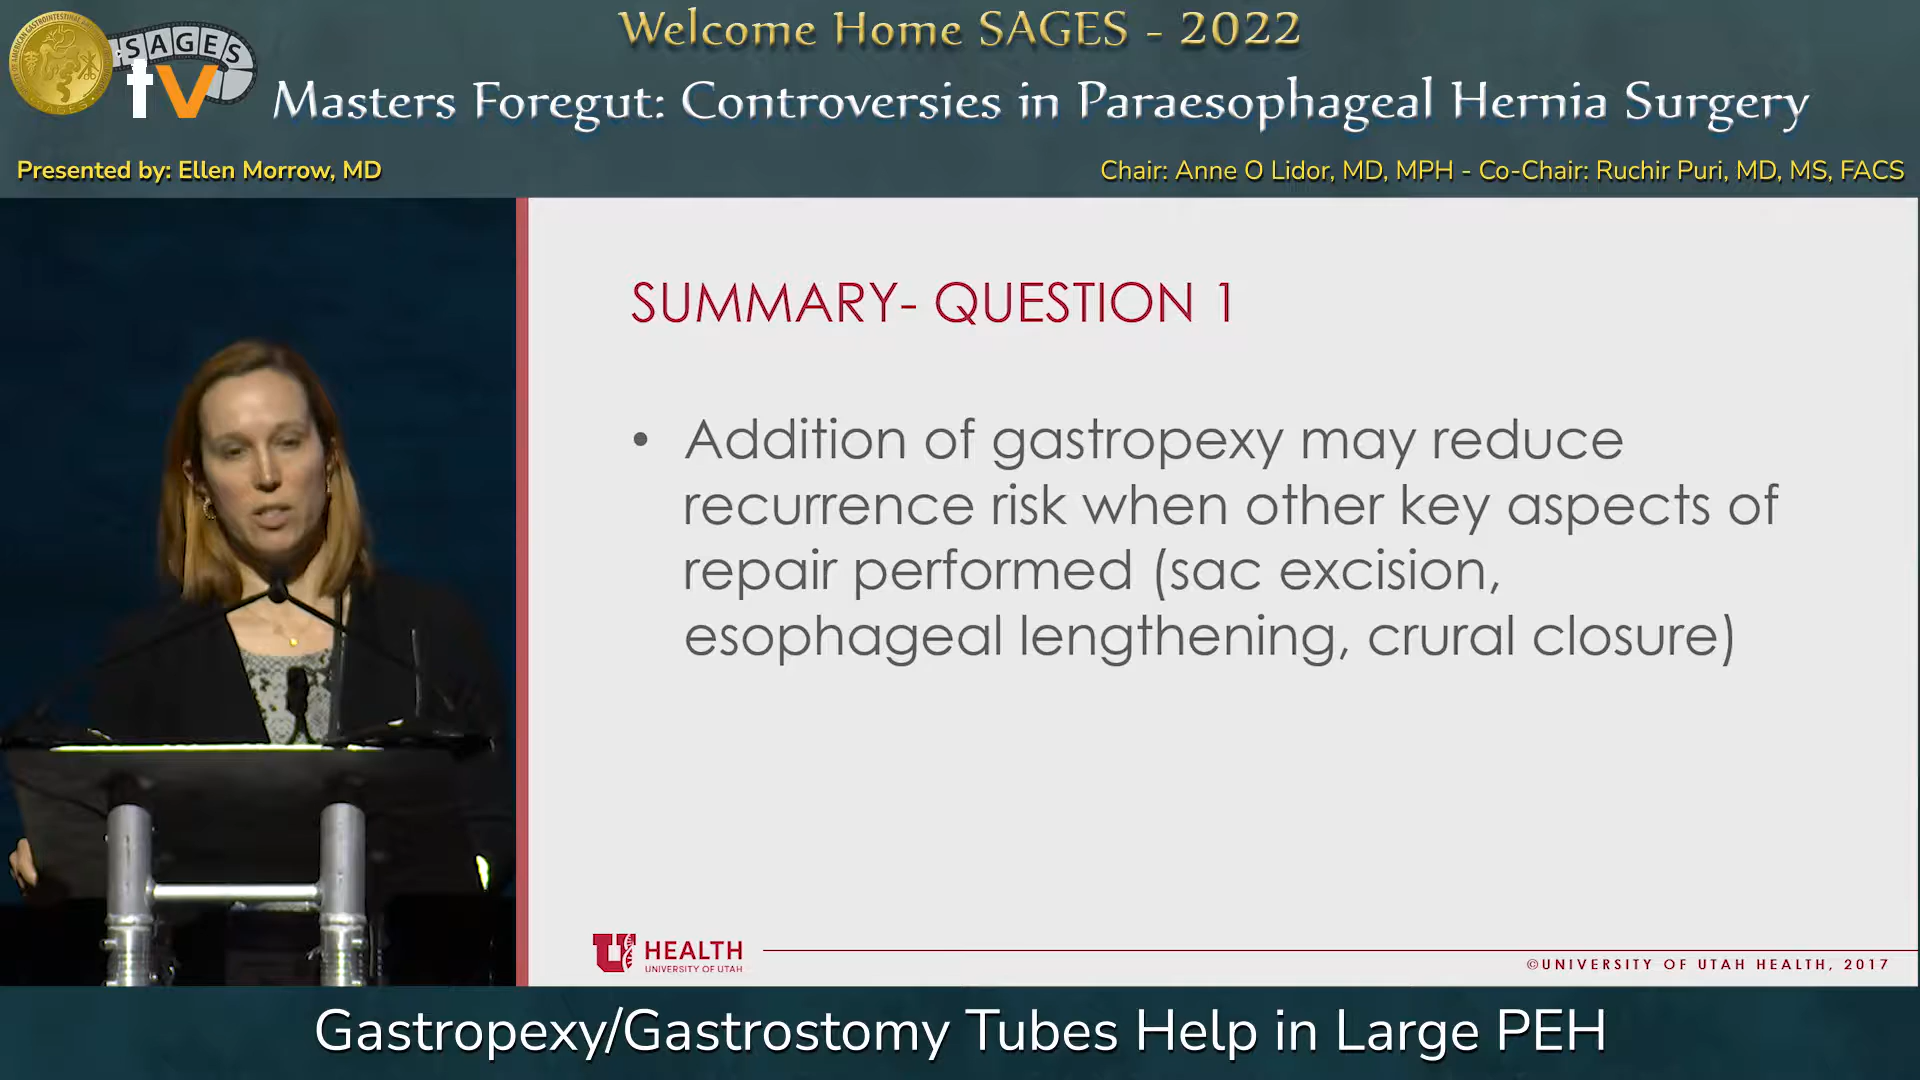 Welcome Home SAGES - 2022
SAGES
tv
Masters Foregut: Controversies in Paraesophageal Hernia Surgery
Presented by: Ellen Morrow, MD
Chair: Anne O Lidor, MD, MPH - Co-Chair: Ruchir Puri, MD, MS, FACS
SUMMARY- QUESTION 1
• Addition of gastropexy may reduce
recurrence risk when other key aspects of
repair performed (sac excision,
esophageal lengthening, crural closure)
U HEALTH
UNIVERSITY OF UTAH
©UNIVERSITY OF UTAH HEALTH, 2017
Gastropexy/Gastrostomy Tubes Help in Large PEH